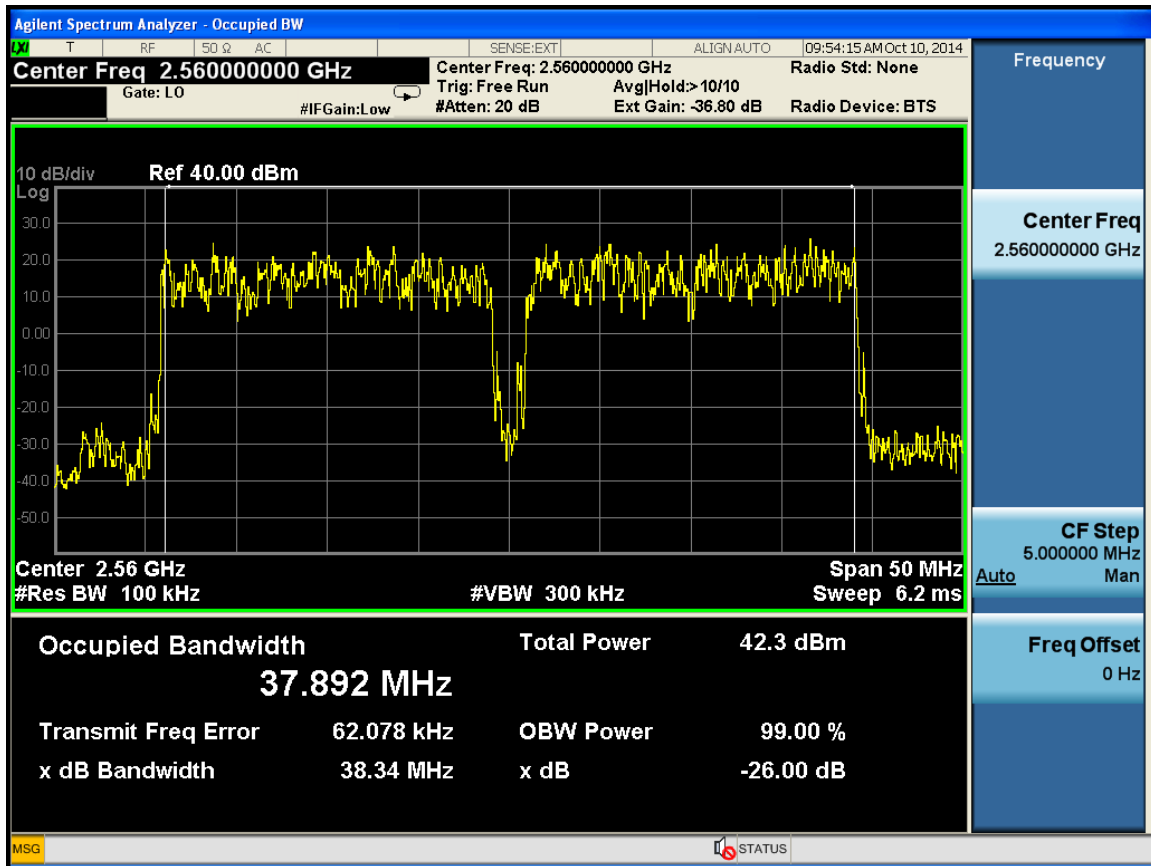 Agilent Spectrum Analyzer - Occupied BW
LXI T RF 50 Ω AC SENSE:EXT ALIGN AUTO 09:54:15 AM Oct 10, 2014
Center Freq 2.560000000 GHz
Gate: LO
#IFGain:Low
Center Freq: 2.560000000 GHz
Trig: Free Run Avg|Hold:> 10/10
#Atten: 20 dB Ext Gain: -36.80 dB
Radio Std: None
Radio Device: BTS
10 dB/div Ref 40.00 dBm
Log
30.0
20.0
10.0
0.00
-10.0
-20.0
-30.0
-40.0
-50.0
Center 2.56 GHz Span 50 MHz
#Res BW 100 kHz #VBW 300 kHz Sweep 6.2 ms
Occupied Bandwidth Total Power 42.3 dBm
37.892 MHz
Transmit Freq Error 62.078 kHz OBW Power 99.00 %
x dB Bandwidth 38.34 MHz x dB -26.00 dB
Frequency
Center Freq
2.560000000 GHz
CF Step
5.000000 MHz
Auto Man
Freq Offset
0 Hz
MSG STATUS